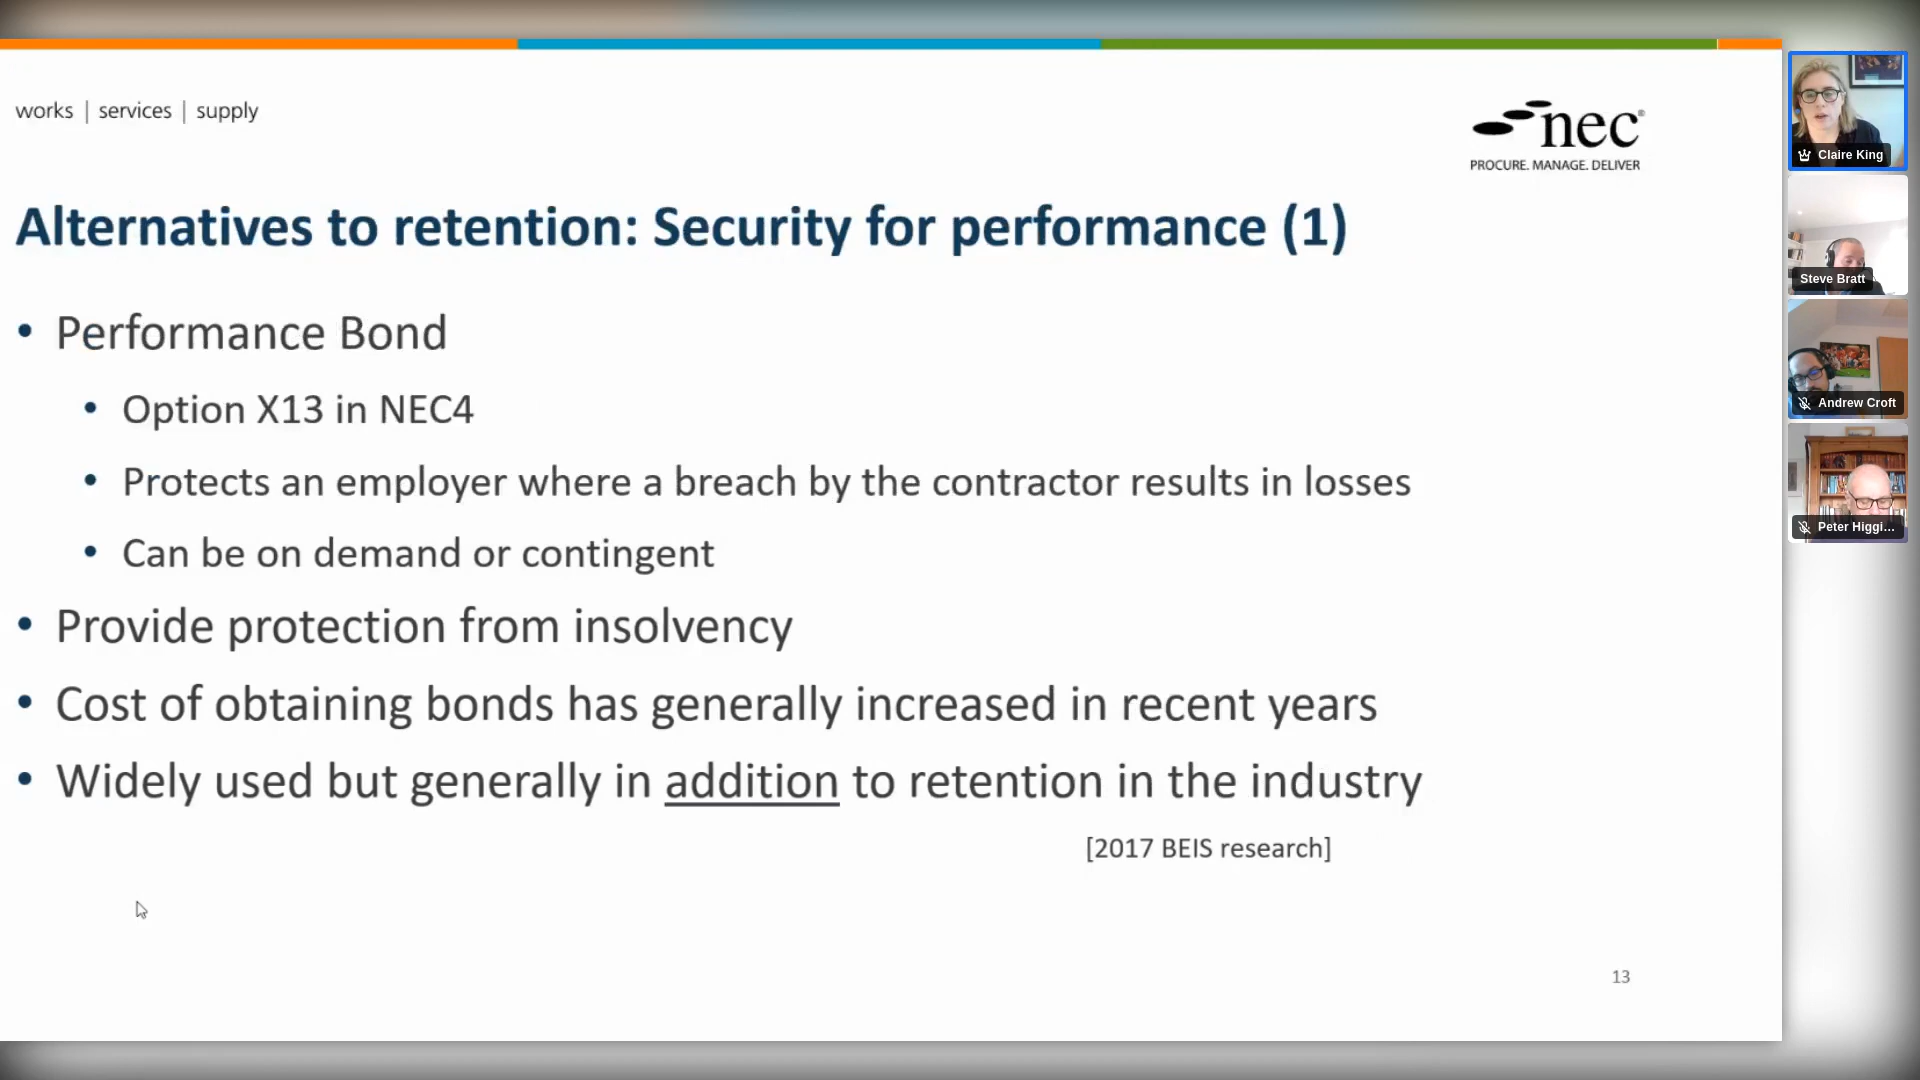 works | services | supply
nec®
PROCURE. MANAGE. DELIVER
Alternatives to retention: Security for performance (1)
• Performance Bond
• Option X13 in NEC4
• Protects an employer where a breach by the contractor results in losses
• Can be on demand or contingent
• Provide protection from insolvency
• Cost of obtaining bonds has generally increased in recent years
• Widely used but generally in addition to retention in the industry
[2017 BEIS research]
13
Claire King
Steve Bratt
Andrew Croft
Peter Higgi...